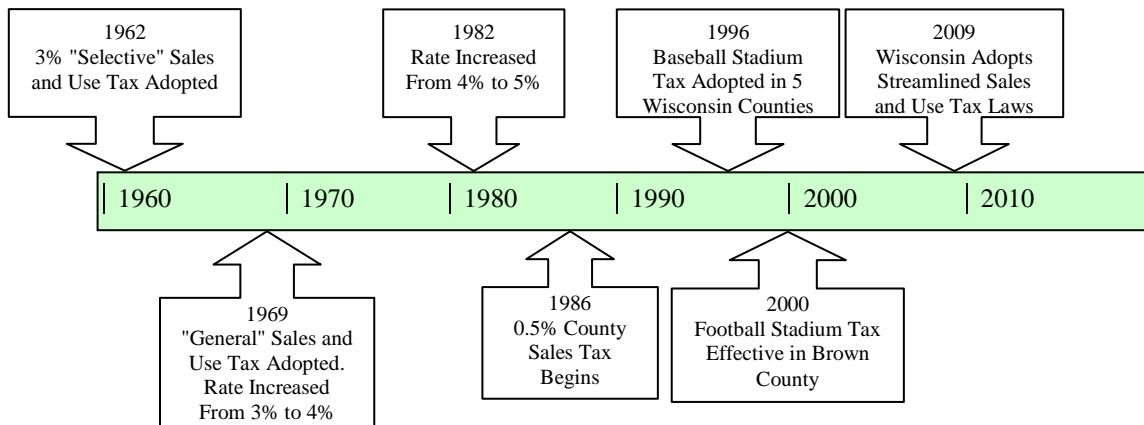 1962
3% "Selective" Sales
and Use Tax Adopted
1982
Rate Increased
From 4% to 5%
1996
Baseball Stadium
Tax Adopted in 5
Wisconsin Counties
2009
Wisconsin Adopts
Streamlined Sales
and Use Tax Laws
1960 1970 1980 1990 2000 2010
1969
"General" Sales and
Use Tax Adopted.
Rate Increased
From 3% to 4%
1986
0.5% County
Sales Tax
Begins
2000
Football Stadium Tax
Effective in Brown
County